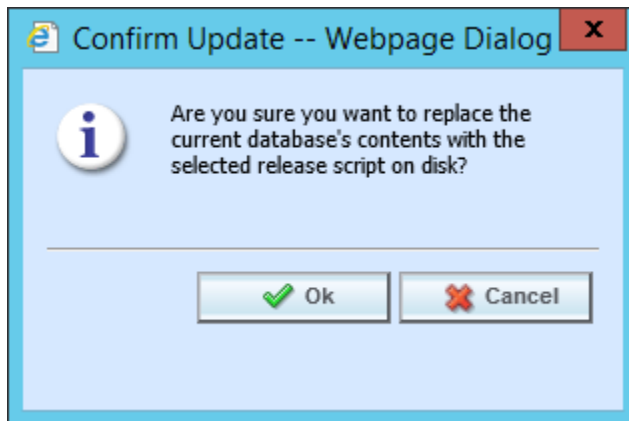 Confirm Update -- Webpage Dialog
x
Are you sure you want to replace the
current database's contents with the
selected release script on disk?
Ok
Cancel